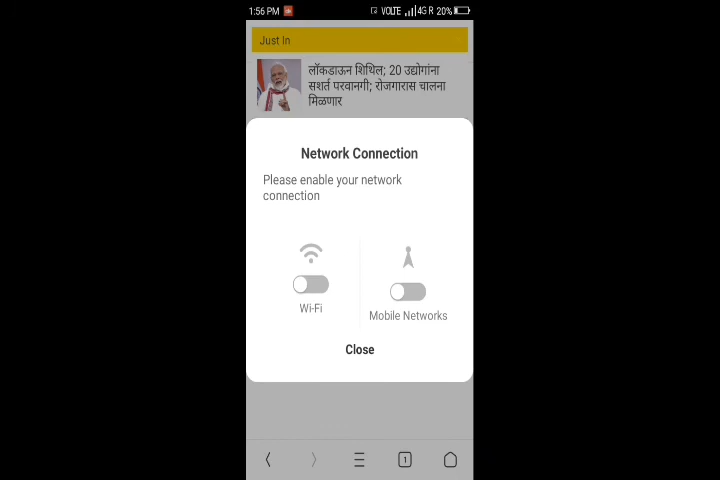 1:56 PM VOLTE 4G R 20%
Just In
लॉकडाऊन शिथिल; 20 उद्योगांना
सशर्त परवानगी; रोजगारास चालना
मिळणार
Network Connection
Please enable your network
connection
Wi-Fi
Mobile Networks
Close
1